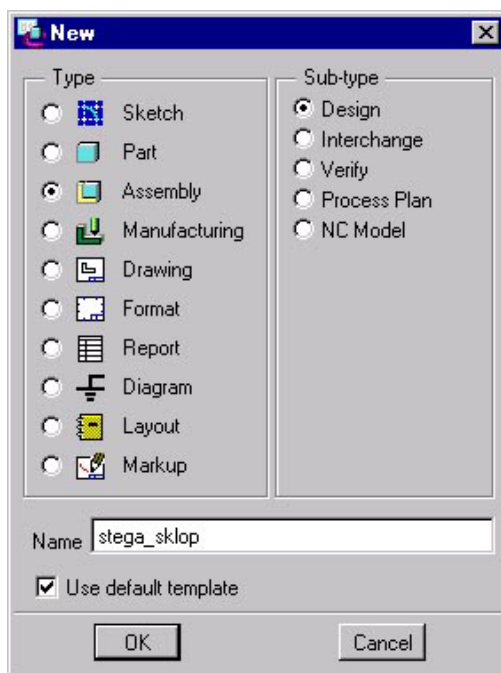 New
Type
Sketch
Part
Assembly
Manufacturing
Drawing
Format
Report
Diagram
Layout
Markup
Sub-type
Design
Interchange
Verify
Process Plan
NC Model
Name stega_sklop
Use default template
OK Cancel